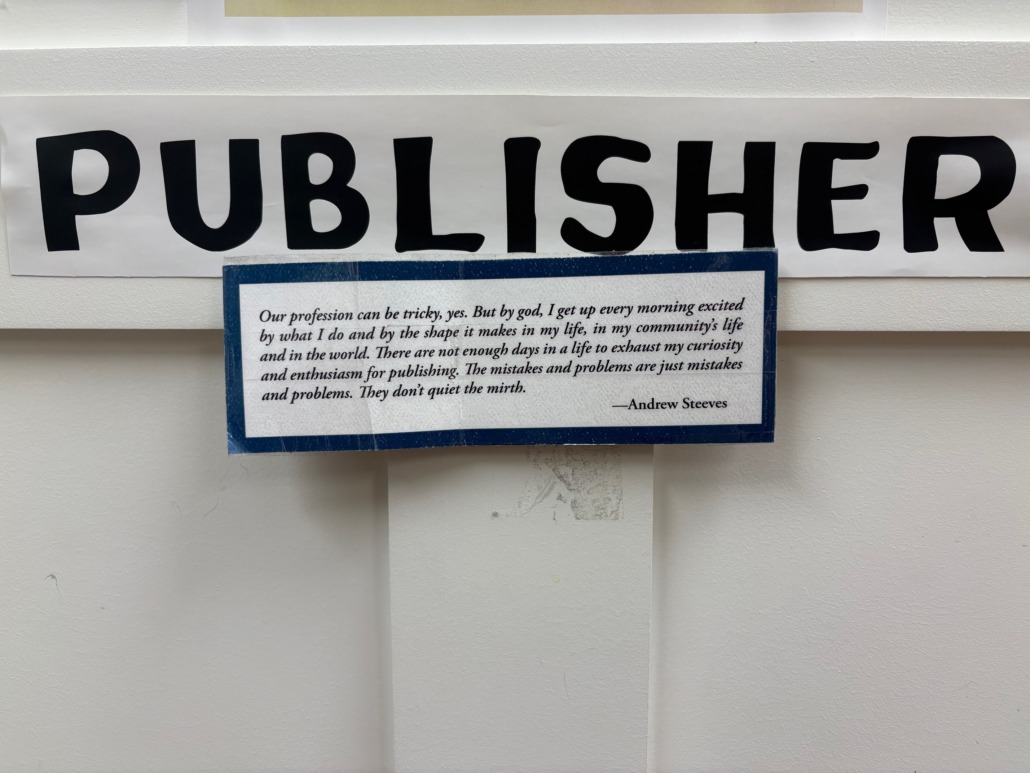 PUBLISHER
Our profession can be tricky, yes. But by god, I get up every morning excited
by what I do and by the shape it makes in my life, in my community's life
and in the world. There are not enough days in a life to exhaust my curiosity
and enthusiasm for publishing. The mistakes and problems are just mistakes
and problems. They don't quiet the mirth.
—Andrew Steeves